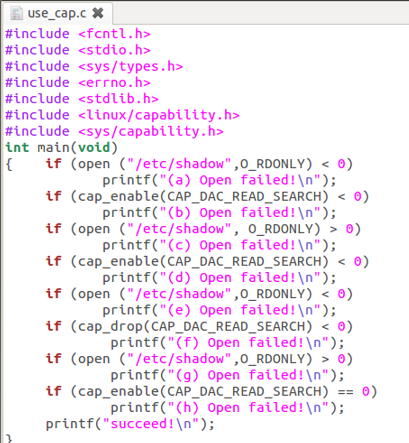 use_cap.c
#include <fcntl.h>
#include <stdio.h>
#include <sys/types.h>
#include <errno.h>
#include <stdlib.h>
#include <linux/capability.h>
#include <sys/capability.h>
int main(void)
{    if (open ("/etc/shadow",O_RDONLY) < 0)
            printf("(a) Open failed!\n");
     if (cap_enable(CAP_DAC_READ_SEARCH) < 0)
            printf("(b) Open failed!\n");
     if (open ("/etc/shadow", O_RDONLY) > 0)
            printf("(c) Open failed!\n");
     if (cap_enable(CAP_DAC_READ_SEARCH) < 0)
            printf("(d) Open failed!\n");
     if (open ("/etc/shadow",O_RDONLY) < 0)
            printf("(e) Open failed!\n");
     if (cap_drop(CAP_DAC_READ_SEARCH) < 0)
             printf("(f) Open failed!\n");
     if (open ("/etc/shadow",O_RDONLY) > 0)
             printf("(g) Open failed!\n");
     if (cap_enable(CAP_DAC_READ_SEARCH) == 0)
             printf("(h) Open failed!\n");
     printf("succeed!\n");
}